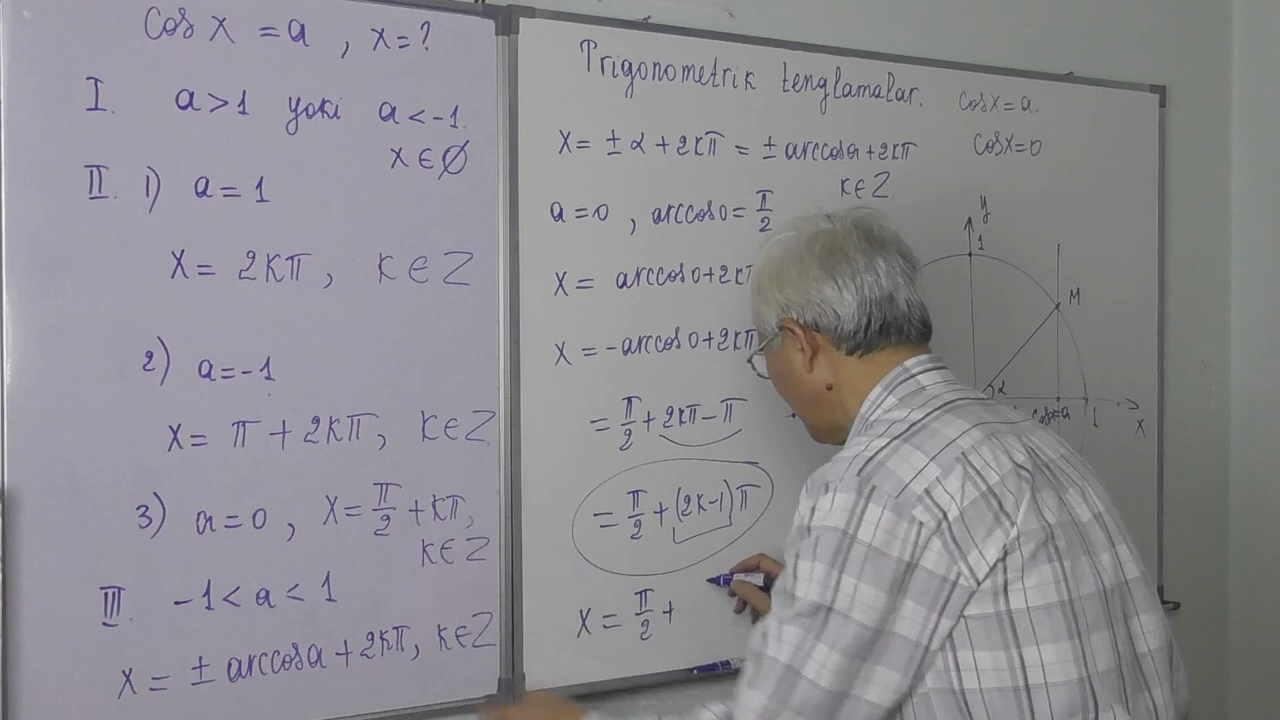 cos x = a , x = ?
I. a > 1 yoki a < -1.
x ∈ ∅
II. 1) a = 1
x = 2kπ , k ∈ Z
2) a = -1
x = π + 2kπ, k ∈ Z
3) a = 0 , x = π/2 + kπ,
k ∈ Z
III. -1 < a < 1
x = ± arccos a + 2kπ, k ∈ Z
Trigonometrik tenglamalar.
cos x = a.
x = ± α + 2kπ = ± arccos a + 2kπ
k ∈ Z
cos x = 0
a = 0 , arccos 0 = π/2
x = arccos 0 + 2kπ
x = -arccos 0 + 2kπ
= π/2 + 2kπ - π
= π/2 + (2k-1)π
x = π/2 +
y
1
M
α
1
x